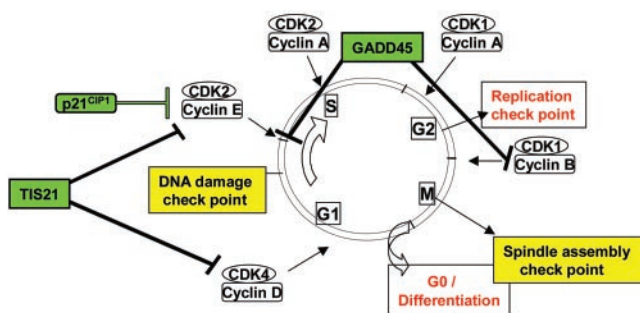 CDK2
Cyclin A
GADD45
CDK1
Cyclin A
p21CIP1
CDK2
Cyclin E
S
G2
Replication
check point
CDK1
Cyclin B
TIS21
DNA damage
check point
G1
M
Spindle assembly
check point
CDK4
Cyclin D
G0 /
Differentiation